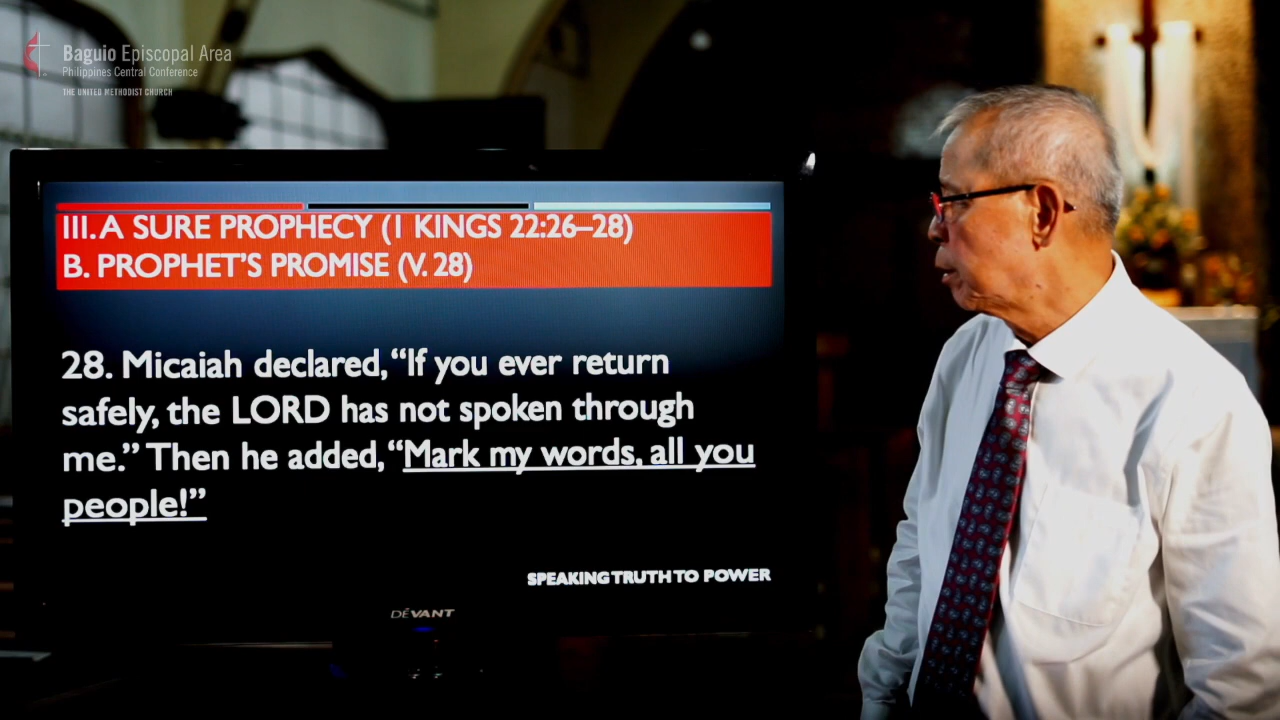 Baguio Episcopal Area
Philippines Central Conference
THE UNITED METHODIST CHURCH
III. A SURE PROPHECY (1 KINGS 22:26–28)
B. PROPHET'S PROMISE (V. 28)
28. Micaiah declared, “If you ever return
safely, the LORD has not spoken through
me.” Then he added, “Mark my words, all you
people!”
SPEAKING TRUTH TO POWER
DEVANT